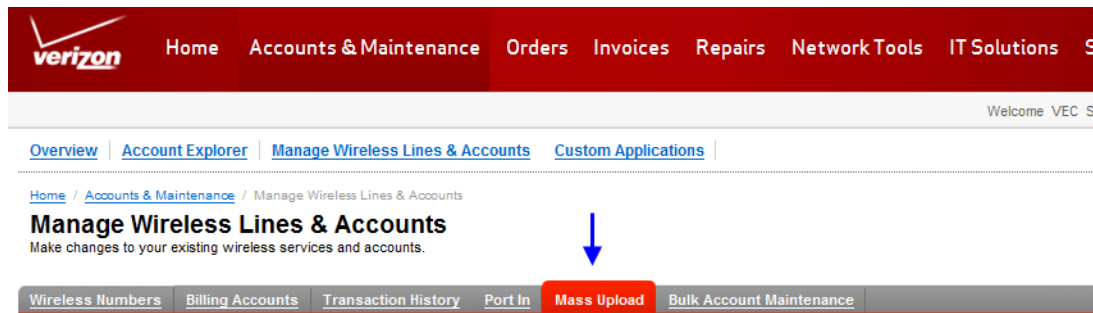 verizon Home Accounts & Maintenance Orders Invoices Repairs Network Tools IT Solutions S
Welcome VEC S
Overview Account Explorer Manage Wireless Lines & Accounts Custom Applications
Home / Accounts & Maintenance / Manage Wireless Lines & Accounts
Manage Wireless Lines & Accounts
Make changes to your existing wireless services and accounts.
Wireless Numbers Billing Accounts Transaction History Port In Mass Upload Bulk Account Maintenance